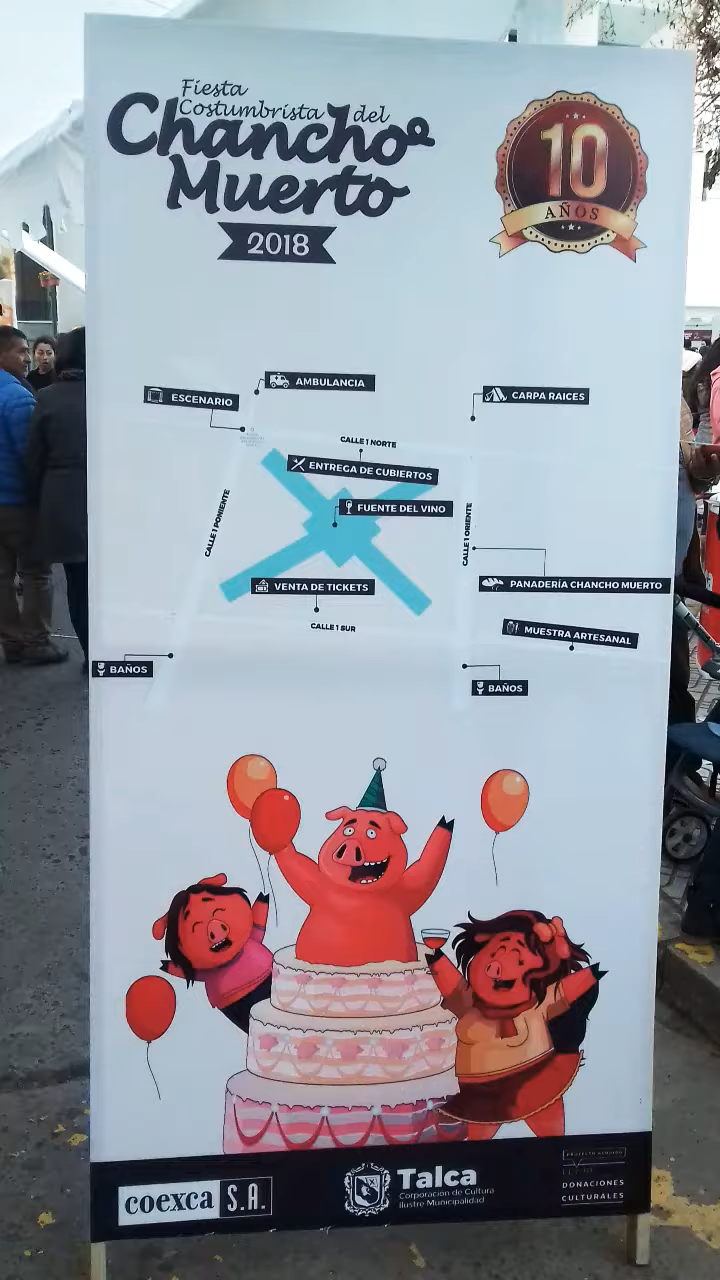 Fiesta
Costumbrista del
Chancho
Muerto
2018
10
AÑOS
AMBULANCIA
ESCENARIO
CARPA RAICES
CALLE 1 NORTE
ENTREGA DE CUBIERTOS
FUENTE DEL VINO
CALLE 1 PONIENTE
CALLE 1 ORIENTE
VENTA DE TICKETS
PANADERÍA CHANCHO MUERTO
CALLE 1 SUR
MUESTRA ARTESANAL
BAÑOS
BAÑOS
coexca S.A.
Talca
Corporación de Cultura
Ilustre Municipalidad
DONACIONES
CULTURALES